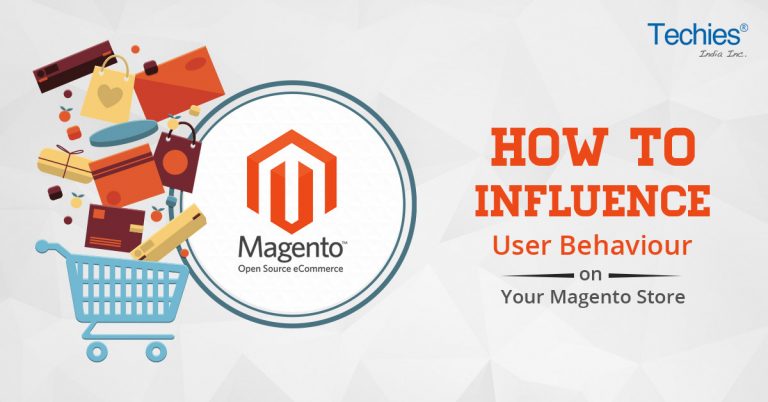 Techies®
India Inc.
Magento™
Open Source eCommerce
HOW TO
INFLUENCE
User Behaviour
on
Your Magento Store